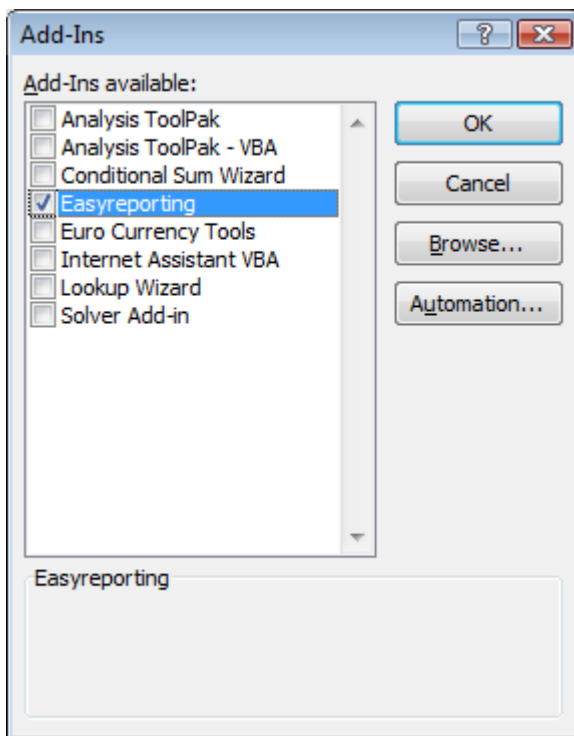 Add-Ins
Add-Ins available:
Analysis ToolPak
Analysis ToolPak - VBA
Conditional Sum Wizard
Easyreporting
Euro Currency Tools
Internet Assistant VBA
Lookup Wizard
Solver Add-in
OK
Cancel
Browse...
Automation...
Easyreporting